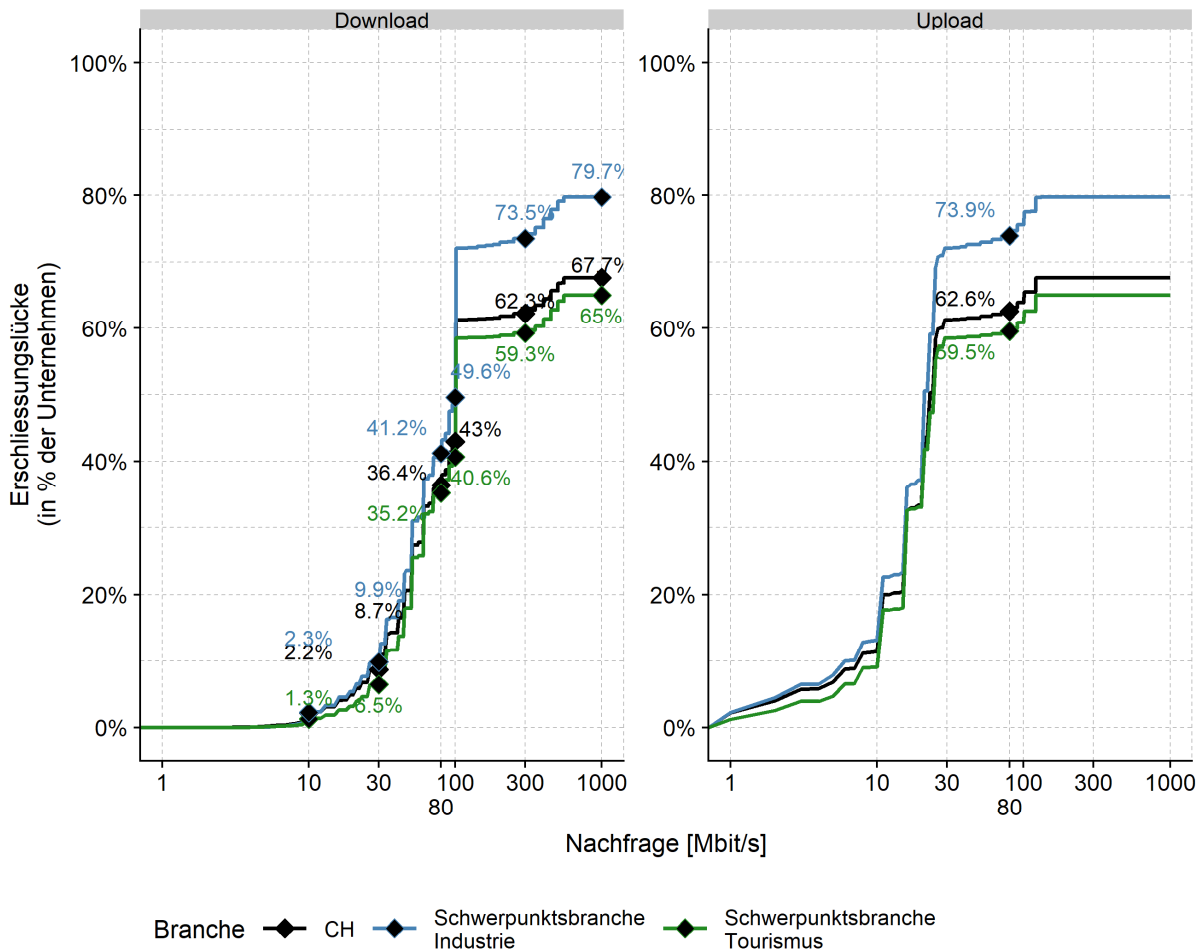 Download
Upload
Erschliessungslücke
(in % der Unternehmen)
100%
80%
60%
40%
20%
0%
79.7%
73.5%
67.7%
62.3%
65%
59.3%
49.6%
41.2%
43%
36.4%
40.6%
35.2%
9.9%
8.7%
2.3%
2.2%
1.3%
6.5%
1 10 30 100 300 1000
80
100%
80%
60%
40%
20%
0%
73.9%
62.6%
59.5%
1 10 30 100 300 1000
80
Nachfrage [Mbit/s]
Branche
CH
Schwerpunktsbranche
Industrie
Schwerpunktsbranche
Tourismus